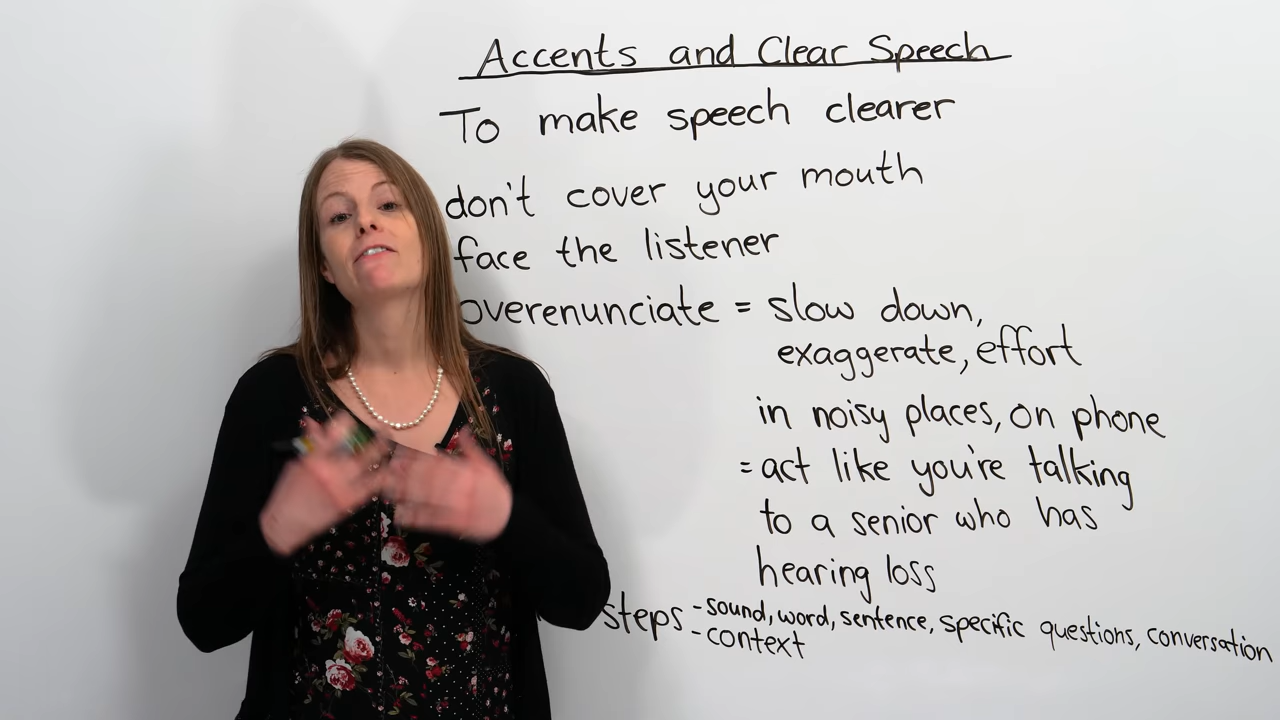 Accents and Clear Speech
To make speech clearer
don't cover your mouth
face the listener
overenunciate = slow down,
exaggerate, effort
in noisy places, on phone
= act like you're talking
to a senior who has
hearing loss
steps - sound, word, sentence, specific questions, conversation
- context